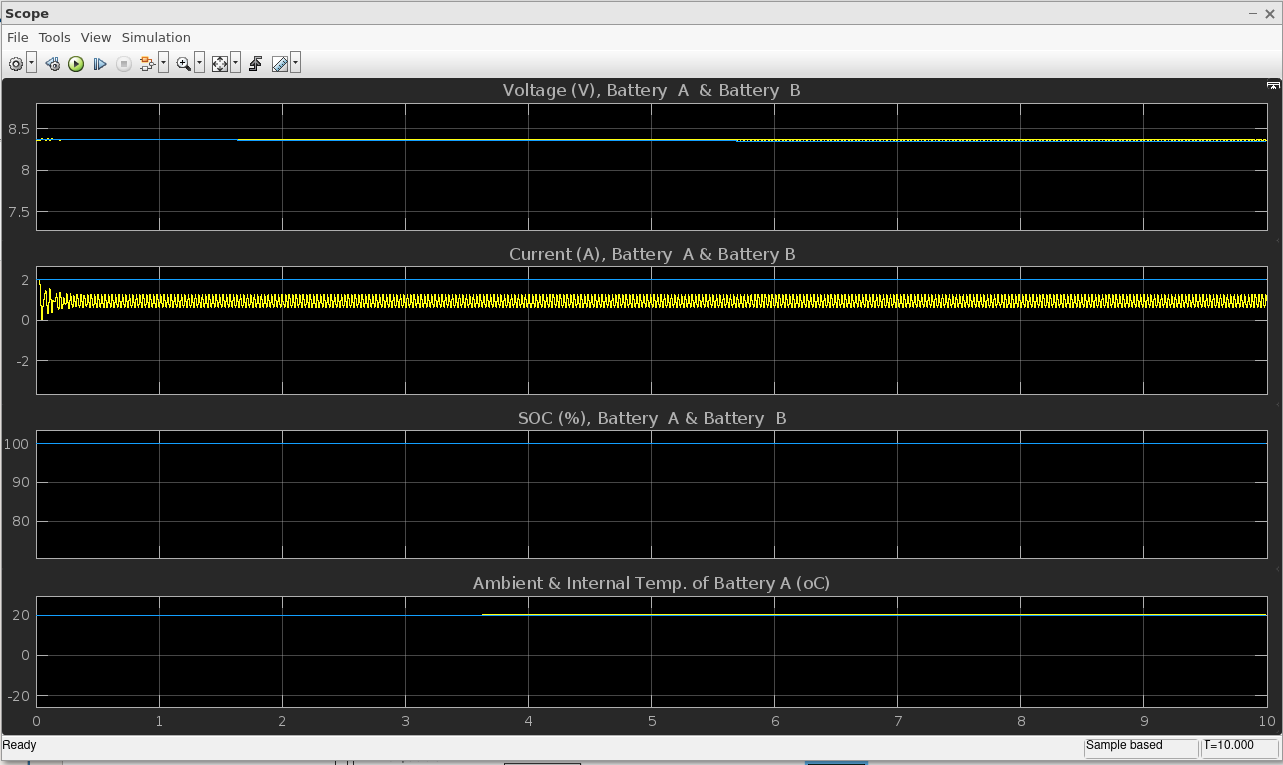 Scope
File Tools View Simulation
Voltage (V), Battery A & Battery B
8.5
8
7.5
Current (A), Battery A & Battery B
2
0
-2
SOC (%), Battery A & Battery B
100
90
80
Ambient & Internal Temp. of Battery A (oC)
20
0
-20
0 1 2 3 4 5 6 7 8 9 10
Ready Sample based T=10.000